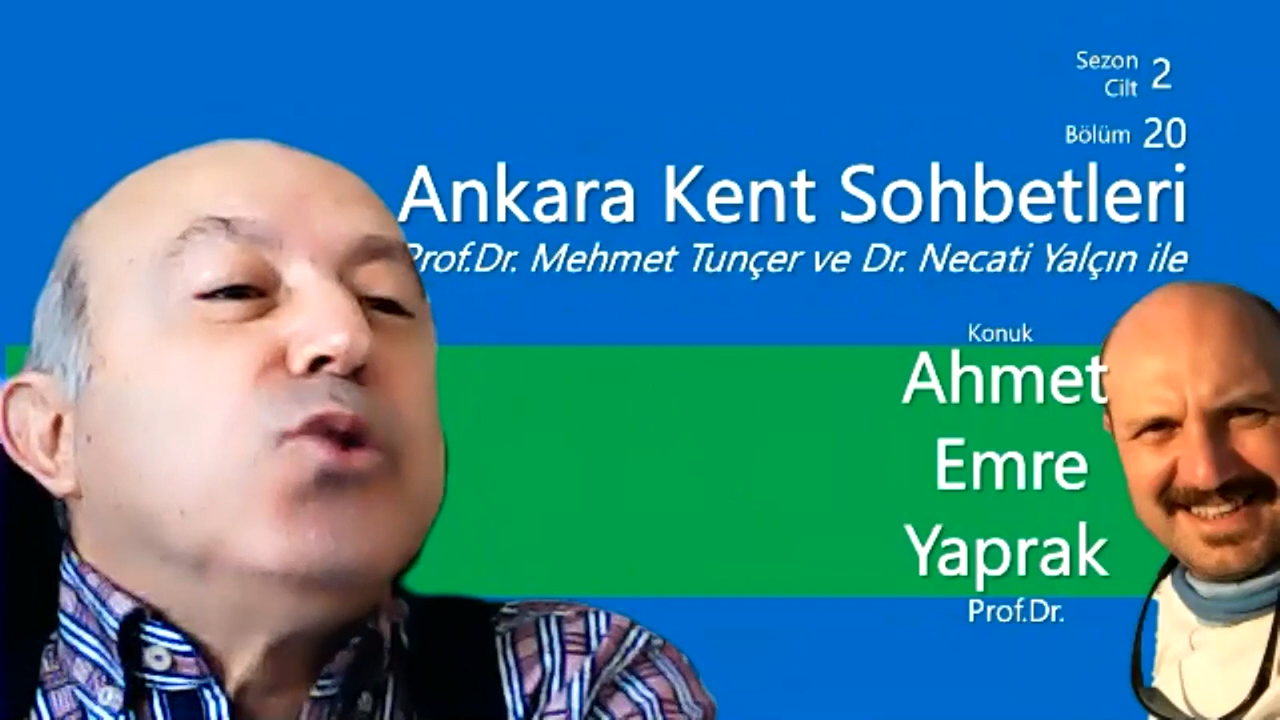 Sezon
Cilt 2
Bölüm 20
Ankara Kent Sohbetleri
Prof.Dr. Mehmet Tunçer ve Dr. Necati Yalçın ile
Konuk
Ahmet
Emre
Yaprak
Prof.Dr.